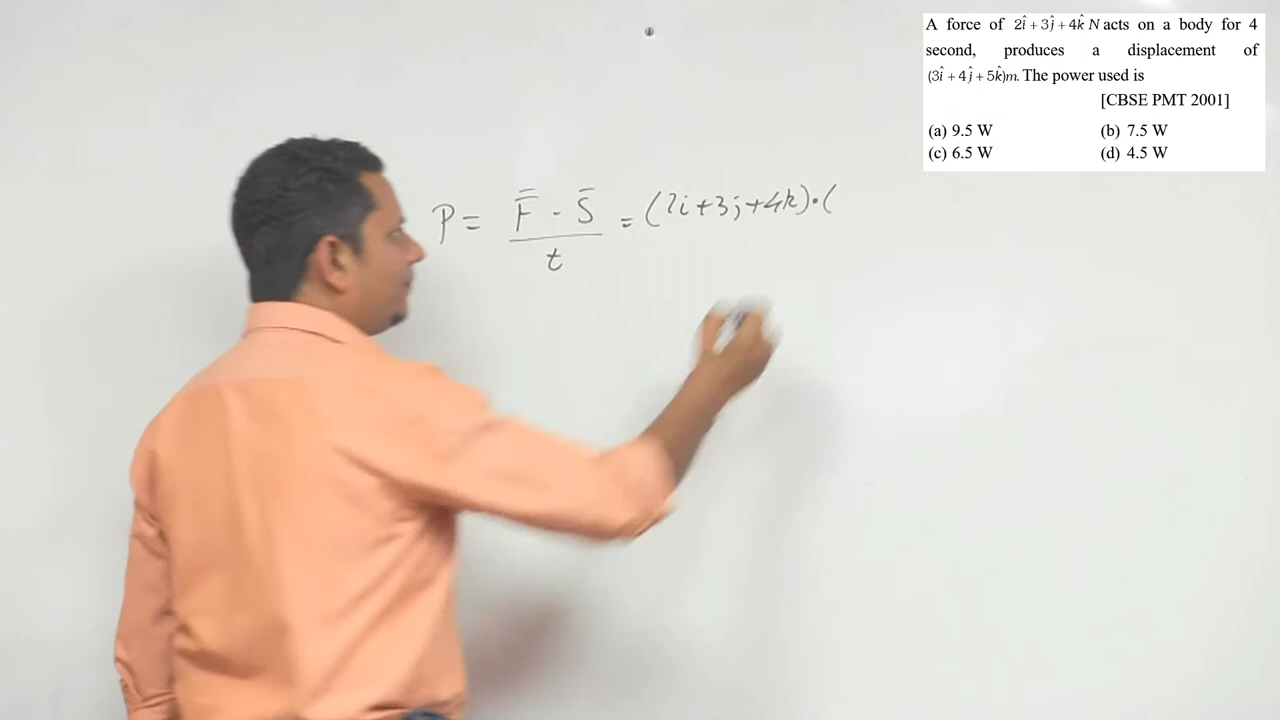 A force of 2î + 3ĵ + 4k̂ N acts on a body for 4
second, produces a displacement of
(3î + 4ĵ + 5k̂)m. The power used is
[CBSE PMT 2001]
(a) 9.5 W (b) 7.5 W
(c) 6.5 W (d) 4.5 W
P = F̄ · S̄ / t = (2i + 3j + 4k) · (